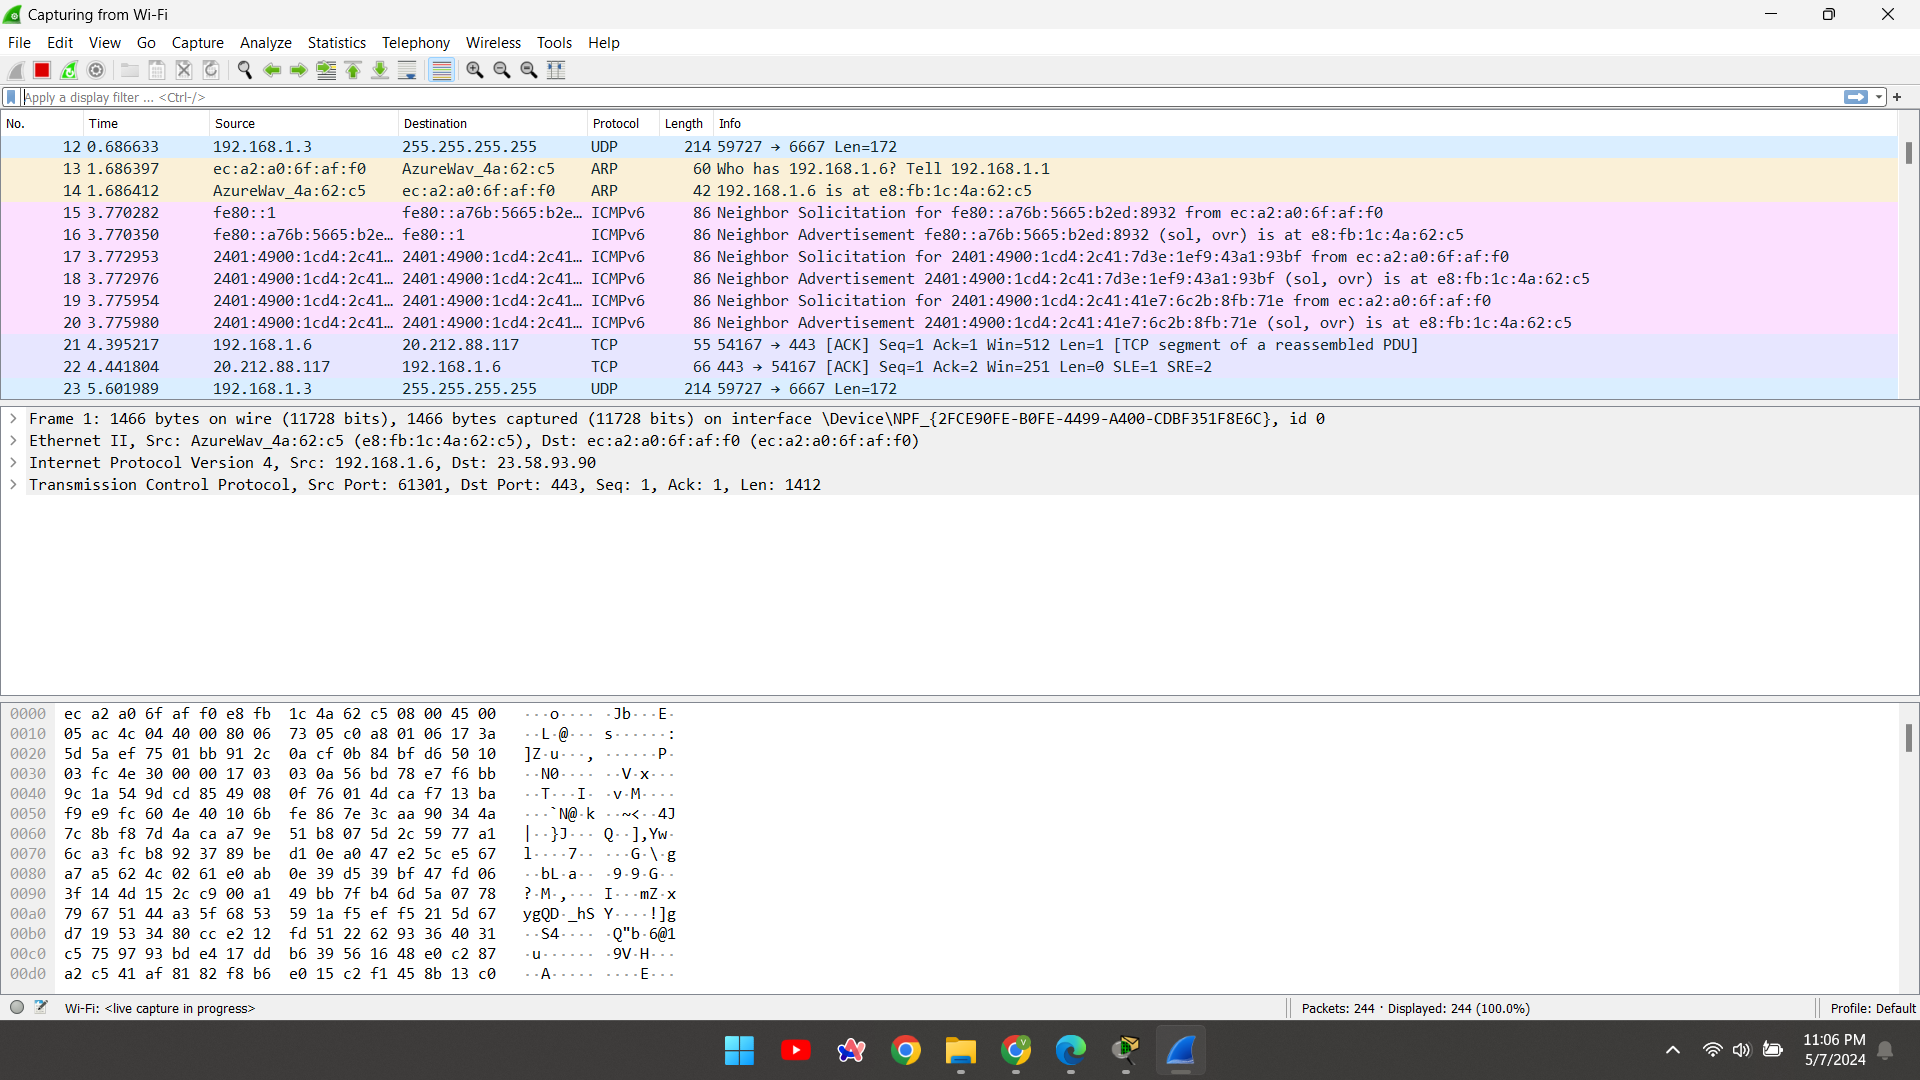 Capturing from Wi-Fi
File Edit View Go Capture Analyze Statistics Telephony Wireless Tools Help
Apply a display filter ... <Ctrl-/>
No. Time Source Destination Protocol Length Info
12 0.686633 192.168.1.3 255.255.255.255 UDP 214 59727 → 6667 Len=172
13 1.686397 ec:a2:a0:6f:af:f0 AzureWav_4a:62:c5 ARP 60 Who has 192.168.1.6? Tell 192.168.1.1
14 1.686412 AzureWav_4a:62:c5 ec:a2:a0:6f:af:f0 ARP 42 192.168.1.6 is at e8:fb:1c:4a:62:c5
15 3.770282 fe80::1 fe80::a76b:5665:b2e… ICMPv6 86 Neighbor Solicitation for fe80::a76b:5665:b2ed:8932 from ec:a2:a0:6f:af:f0
16 3.770350 fe80::a76b:5665:b2e… fe80::1 ICMPv6 86 Neighbor Advertisement fe80::a76b:5665:b2ed:8932 (sol, ovr) is at e8:fb:1c:4a:62:c5
17 3.772953 2401:4900:1cd4:2c41… 2401:4900:1cd4:2c41… ICMPv6 86 Neighbor Solicitation for 2401:4900:1cd4:2c41:7d3e:1ef9:43a1:93bf from ec:a2:a0:6f:af:f0
18 3.772976 2401:4900:1cd4:2c41… 2401:4900:1cd4:2c41… ICMPv6 86 Neighbor Advertisement 2401:4900:1cd4:2c41:7d3e:1ef9:43a1:93bf (sol, ovr) is at e8:fb:1c:4a:62:c5
19 3.775954 2401:4900:1cd4:2c41… 2401:4900:1cd4:2c41… ICMPv6 86 Neighbor Solicitation for 2401:4900:1cd4:2c41:41e7:6c2b:8fb:71e from ec:a2:a0:6f:af:f0
20 3.775980 2401:4900:1cd4:2c41… 2401:4900:1cd4:2c41… ICMPv6 86 Neighbor Advertisement 2401:4900:1cd4:2c41:41e7:6c2b:8fb:71e (sol, ovr) is at e8:fb:1c:4a:62:c5
21 4.395217 192.168.1.6 20.212.88.117 TCP 55 54167 → 443 [ACK] Seq=1 Ack=1 Win=512 Len=1 [TCP segment of a reassembled PDU]
22 4.441804 20.212.88.117 192.168.1.6 TCP 66 443 → 54167 [ACK] Seq=1 Ack=2 Win=251 Len=0 SLE=1 SRE=2
23 5.601989 192.168.1.3 255.255.255.255 UDP 214 59727 → 6667 Len=172
Frame 1: 1466 bytes on wire (11728 bits), 1466 bytes captured (11728 bits) on interface \Device\NPF_{2FCE90FE-B0FE-4499-A400-CDBF351F8E6C}, id 0
Ethernet II, Src: AzureWav_4a:62:c5 (e8:fb:1c:4a:62:c5), Dst: ec:a2:a0:6f:af:f0 (ec:a2:a0:6f:af:f0)
Internet Protocol Version 4, Src: 192.168.1.6, Dst: 23.58.93.90
Transmission Control Protocol, Src Port: 61301, Dst Port: 443, Seq: 1, Ack: 1, Len: 1412
0000 ec a2 a0 6f af f0 e8 fb 1c 4a 62 c5 08 00 45 00 ···o···· ·Jb···E·
0010 05 ac 4c 04 40 00 80 06 73 05 c0 a8 01 06 17 3a ··L·@··· s······:
0020 5d 5a ef 75 01 bb 91 2c 0a cf 0b 84 bf d6 50 10 ]Z·u···, ······P·
0030 03 fc 4e 30 00 00 17 03 03 0a 56 bd 78 e7 f6 bb ··N0···· ··V·x···
0040 9c 1a 54 9d cd 85 49 08 0f 76 01 4d ca f7 13 ba ··T···I· ·v·M····
0050 f9 e9 fc 60 4e 40 10 6b fe 86 7e 3c aa 90 34 4a ···`N@·k ··~<··4J
0060 7c 8b f8 7d 4a ca a7 9e 51 b8 07 5d 2c 59 77 a1 |··}J··· Q··],Yw·
0070 6c a3 fc b8 92 37 89 be d1 0e a0 47 e2 5c e5 67 l····7·· ···G·\·g
0080 a7 a5 62 4c 02 61 e0 ab 0e 39 d5 39 bf 47 fd 06 ··bL·a·· ·9·9·G··
0090 3f 14 4d 15 2c c9 00 a1 49 bb 7f b4 6d 5a 07 78 ?·M·,··· I···mZ·x
00a0 79 67 51 44 a3 5f 68 53 59 1a f5 ef f5 21 5d 67 ygQD·_hS Y····!]g
00b0 d7 19 53 34 80 cc e2 12 fd 51 22 62 93 36 40 31 ··S4···· ·Q"b·6@1
00c0 c5 75 97 93 bd e4 17 dd b6 39 56 16 48 e0 c2 87 ·u······ ·9V·H···
00d0 a2 c5 41 af 81 82 f8 b6 e0 15 c2 f1 45 8b 13 c0 ··A····· ····E···
Wi-Fi: <live capture in progress> Packets: 244 · Displayed: 244 (100.0%) Profile: Default
11:06 PM
5/7/2024